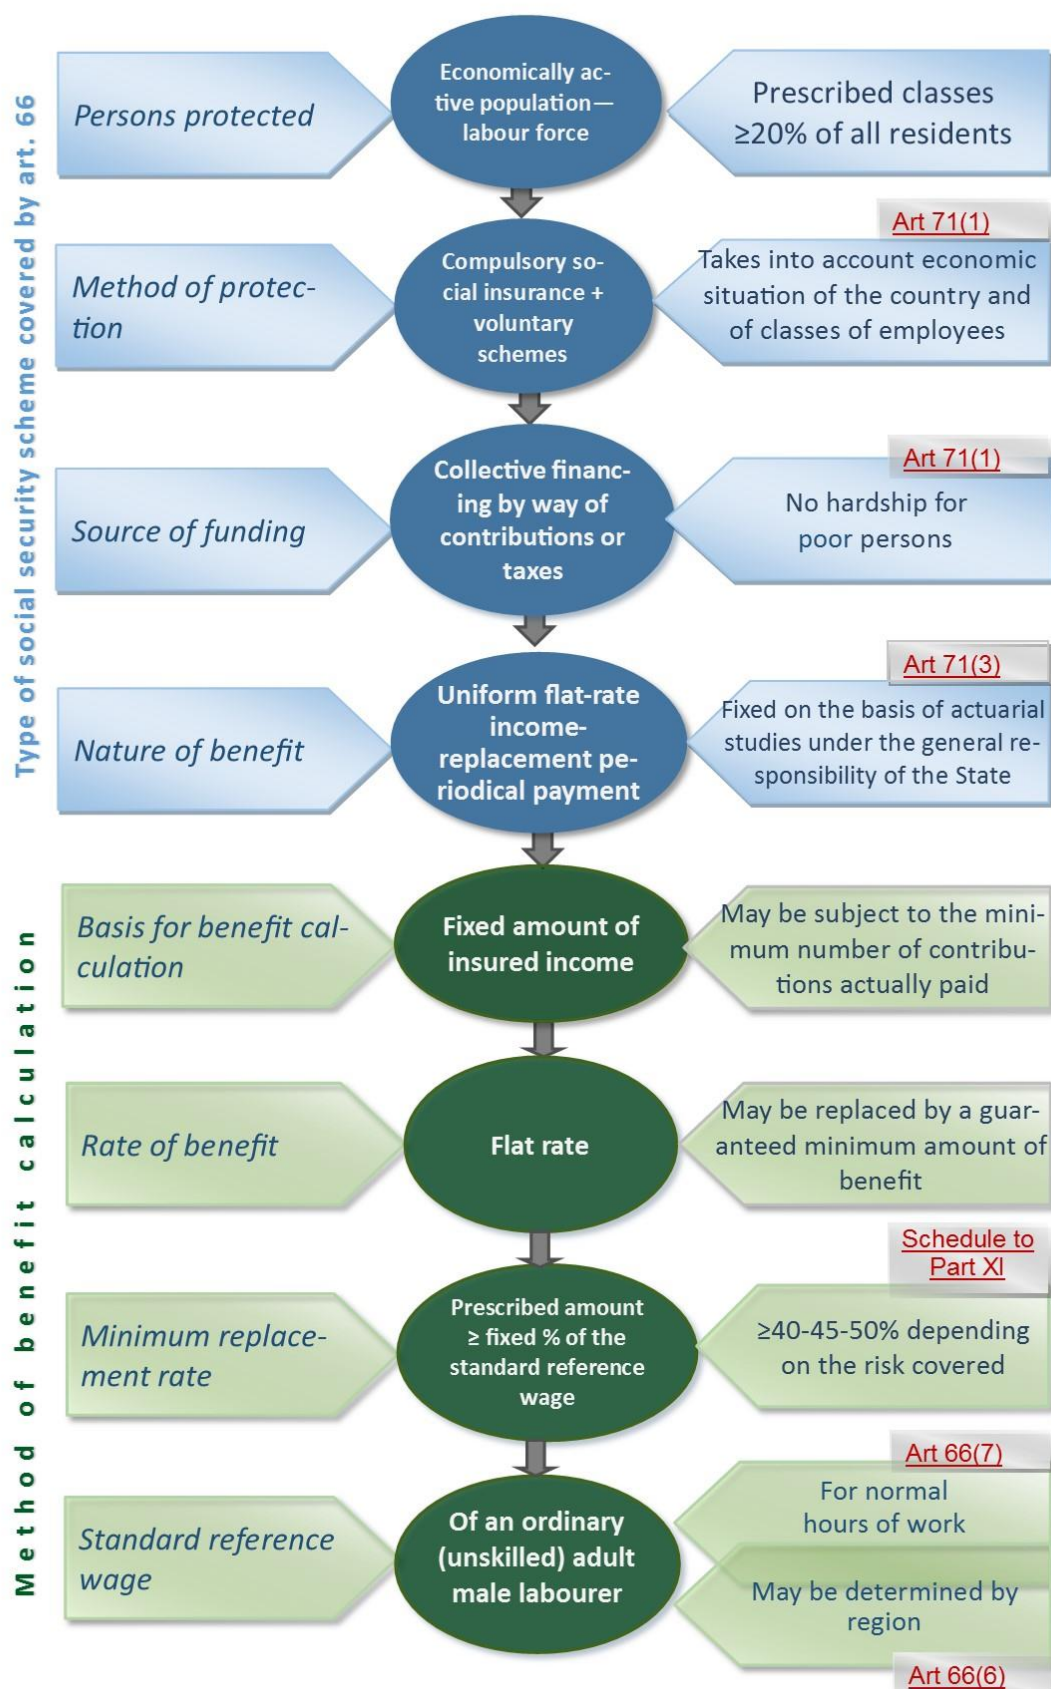 Type of social security scheme covered by art. 66
Persons protected
Economically ac-
tive population—
labour force
Prescribed classes
≥20% of all residents
Method of protec-
tion
Compulsory so-
cial insurance +
voluntary
schemes
Art 71(1)
Takes into account economic
situation of the country and
of classes of employees
Source of funding
Collective financ-
ing by way of
contributions or
taxes
Art 71(1)
No hardship for
poor persons
Nature of benefit
Uniform flat-rate
income-
replacement pe-
riodical payment
Art 71(3)
Fixed on the basis of actuarial
studies under the general re-
sponsibility of the State
Method of benefit calculation
Basis for benefit cal-
culation
Fixed amount of
insured income
May be subject to the mini-
mum number of contribu-
tions actually paid
Rate of benefit
Flat rate
May be replaced by a guar-
anteed minimum amount of
benefit
Minimum replace-
ment rate
Prescribed amount
≥ fixed % of the
standard reference
wage
Schedule to
Part XI
≥40-45-50% depending
on the risk covered
Standard reference
wage
Of an ordinary
(unskilled) adult
male labourer
Art 66(7)
For normal
hours of work
May be determined by
region
Art 66(6)